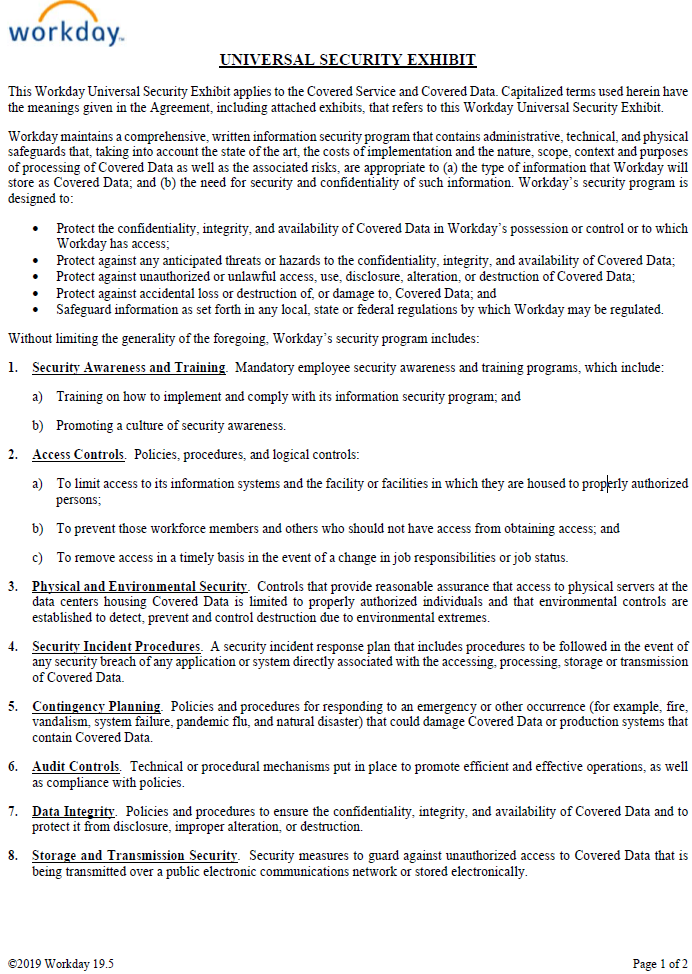 workday.
UNIVERSAL SECURITY EXHIBIT
This Workday Universal Security Exhibit applies to the Covered Service and Covered Data. Capitalized terms used herein have
the meanings given in the Agreement, including attached exhibits, that refers to this Workday Universal Security Exhibit.
Workday maintains a comprehensive, written information security program that contains administrative, technical, and physical
safeguards that, taking into account the state of the art, the costs of implementation and the nature, scope, context and purposes
of processing of Covered Data as well as the associated risks, are appropriate to (a) the type of information that Workday will
store as Covered Data; and (b) the need for security and confidentiality of such information. Workday's security program is
designed to:
• Protect the confidentiality, integrity, and availability of Covered Data in Workday's possession or control or to which
Workday has access;
• Protect against any anticipated threats or hazards to the confidentiality, integrity, and availability of Covered Data;
• Protect against unauthorized or unlawful access, use, disclosure, alteration, or destruction of Covered Data;
• Protect against accidental loss or destruction of, or damage to, Covered Data; and
• Safeguard information as set forth in any local, state or federal regulations by which Workday may be regulated.
Without limiting the generality of the foregoing, Workday's security program includes:
1. Security Awareness and Training. Mandatory employee security awareness and training programs, which include:
a) Training on how to implement and comply with its information security program; and
b) Promoting a culture of security awareness.
2. Access Controls. Policies, procedures, and logical controls:
a) To limit access to its information systems and the facility or facilities in which they are housed to properly authorized
persons;
b) To prevent those workforce members and others who should not have access from obtaining access; and
c) To remove access in a timely basis in the event of a change in job responsibilities or job status.
3. Physical and Environmental Security. Controls that provide reasonable assurance that access to physical servers at the
data centers housing Covered Data is limited to properly authorized individuals and that environmental controls are
established to detect, prevent and control destruction due to environmental extremes.
4. Security Incident Procedures. A security incident response plan that includes procedures to be followed in the event of
any security breach of any application or system directly associated with the accessing, processing, storage or transmission
of Covered Data.
5. Contingency Planning. Policies and procedures for responding to an emergency or other occurrence (for example, fire,
vandalism, system failure, pandemic flu, and natural disaster) that could damage Covered Data or production systems that
contain Covered Data.
6. Audit Controls. Technical or procedural mechanisms put in place to promote efficient and effective operations, as well
as compliance with policies.
7. Data Integrity. Policies and procedures to ensure the confidentiality, integrity, and availability of Covered Data and to
protect it from disclosure, improper alteration, or destruction.
8. Storage and Transmission Security. Security measures to guard against unauthorized access to Covered Data that is
being transmitted over a public electronic communications network or stored electronically.
©2019 Workday 19.5 Page 1 of 2